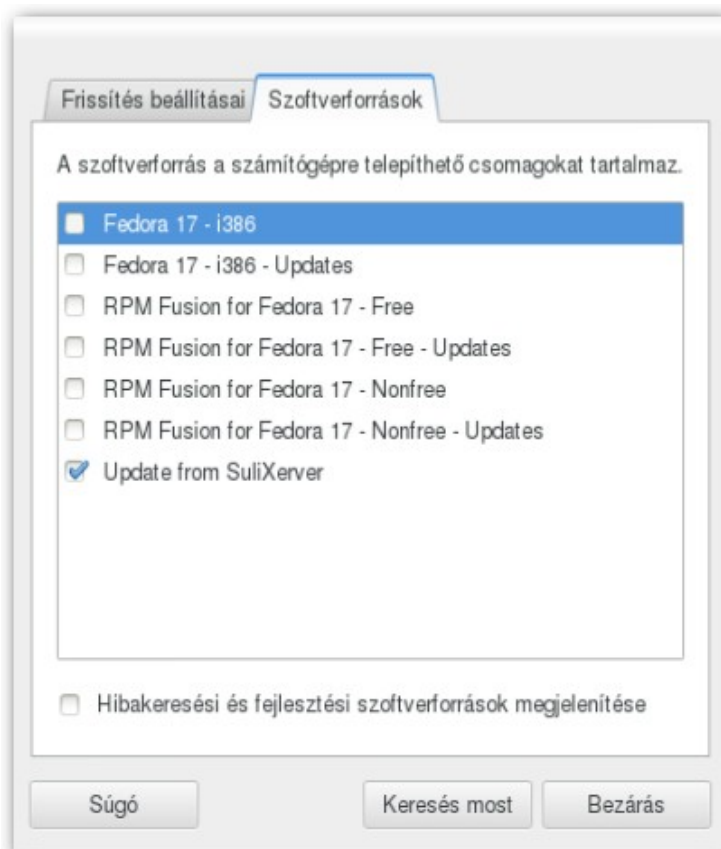 Frissítés beállításai
Szoftverforrások
A szoftverforrás a számítógépre telepíthető csomagokat tartalmaz.
Fedora 17 - i386
Fedora 17 - i386 - Updates
RPM Fusion for Fedora 17 - Free
RPM Fusion for Fedora 17 - Free - Updates
RPM Fusion for Fedora 17 - Nonfree
RPM Fusion for Fedora 17 - Nonfree - Updates
Update from SuliXerver
Hibakeresési és fejlesztési szoftverforrások megjelenítése
Súgó
Keresés most
Bezárás